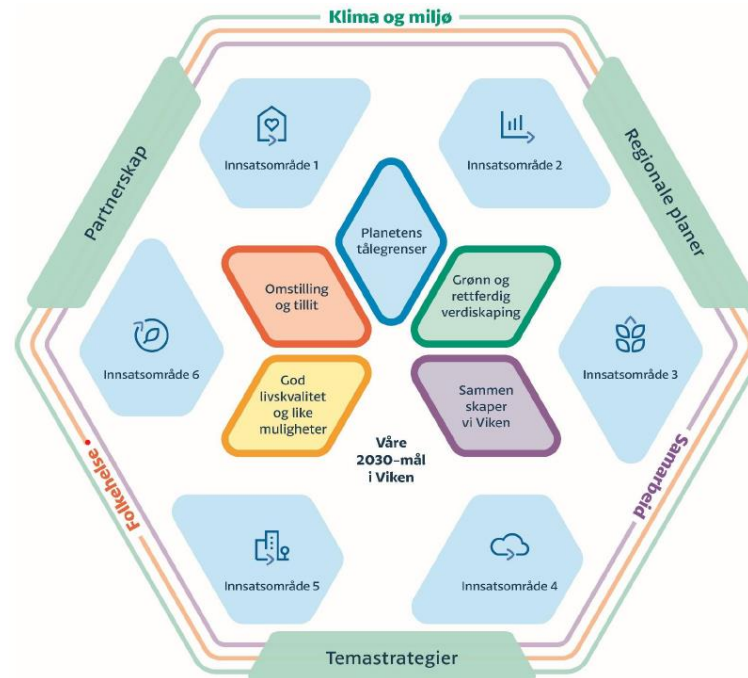 Klima og miljø
Partnerskap
Regionale planer
Innsatsområde 1
Innsatsområde 2
Planetens
tålegrenser
Omstilling
og tillit
Grønn og
rettferdig
verdiskaping
Innsatsområde 6
Innsatsområde 3
God
livskvalitet
og like
muligheter
Sammen
skaper
vi Viken
Våre
2030–mål
i Viken
Folkehelse
Samarbeid
Innsatsområde 5
Innsatsområde 4
Temastrategier